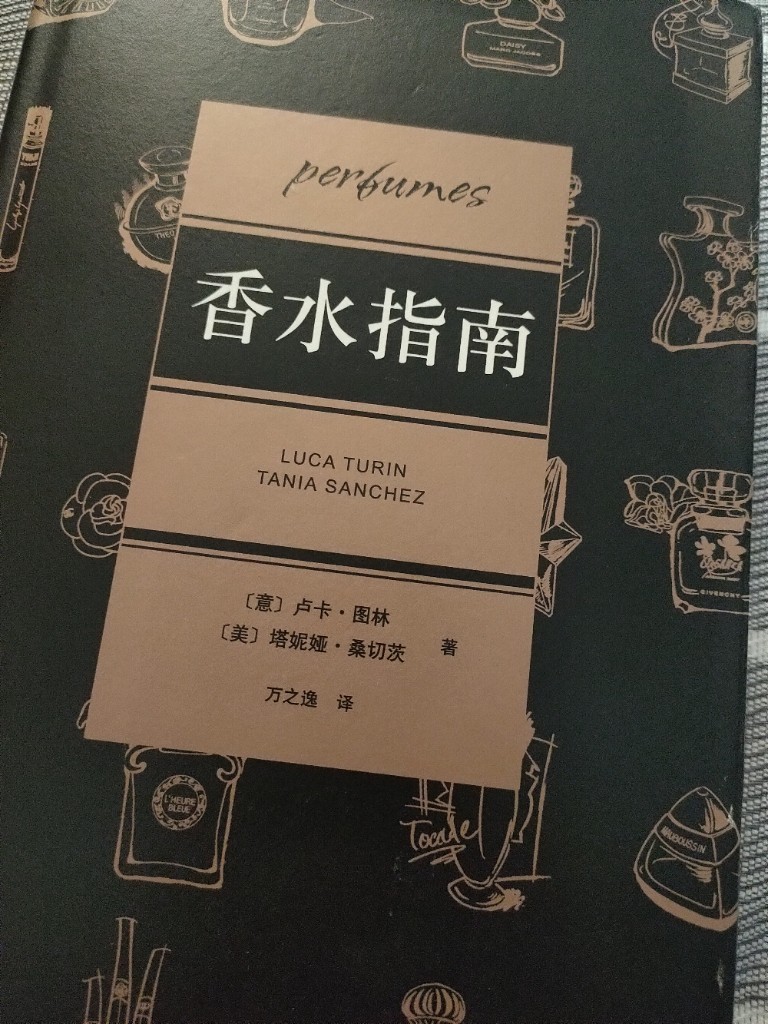 DAISY
MARC JACOBS
perfumes
香水指南
LUCA TURIN
TANIA SANCHEZ
〔意〕卢卡·图林
〔美〕塔妮娅·桑切茨 著
万之逸 译
GIVENCHY
L'HEURE
BLEUE
Tocade
MAUBOUSSIN